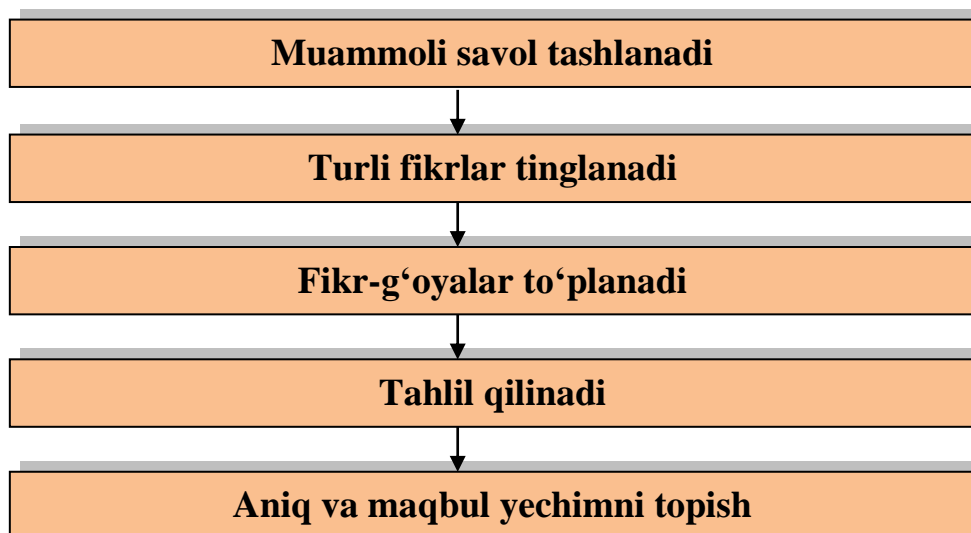 Muammoli savol tashlanadi
Turli fikrlar tinglanadi
Fikr-g‘oyalar to‘planadi
Tahlil qilinadi
Aniq va maqbul yechimni topish